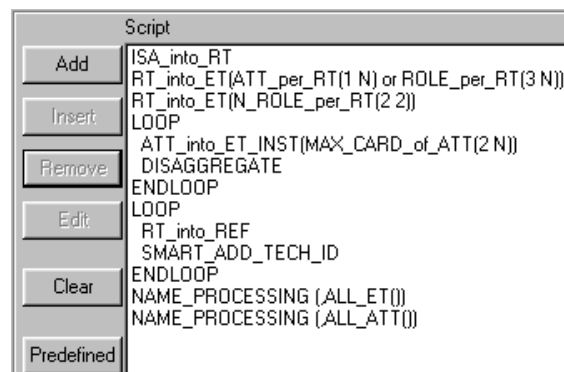 Script
Add
Insert
Remove
Edit
Clear
Predefined
ISA_into_RT
RT_into_ET(ATT_per_RT(1 N) or ROLE_per_RT(3 N))
RT_into_ET(N_ROLE_per_RT(2 2))
LOOP
ATT_into_ET_INST(MAX_CARD_of_ATT(2 N))
DISAGGREGATE
ENDLOOP
LOOP
RT_into_REF
SMART_ADD_TECH_ID
ENDLOOP
NAME_PROCESSING (,ALL_ET())
NAME_PROCESSING (,ALL_ATT())